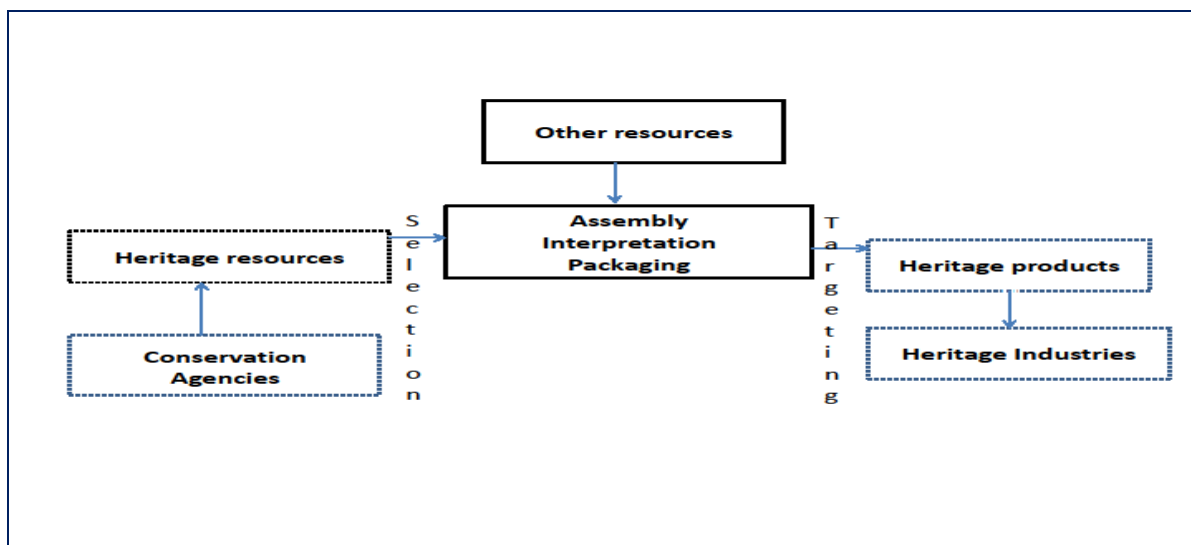 Other resources
Selection
Assembly
Interpretation
Packaging
Targeting
Heritage resources
Heritage products
Conservation
Agencies
Heritage Industries